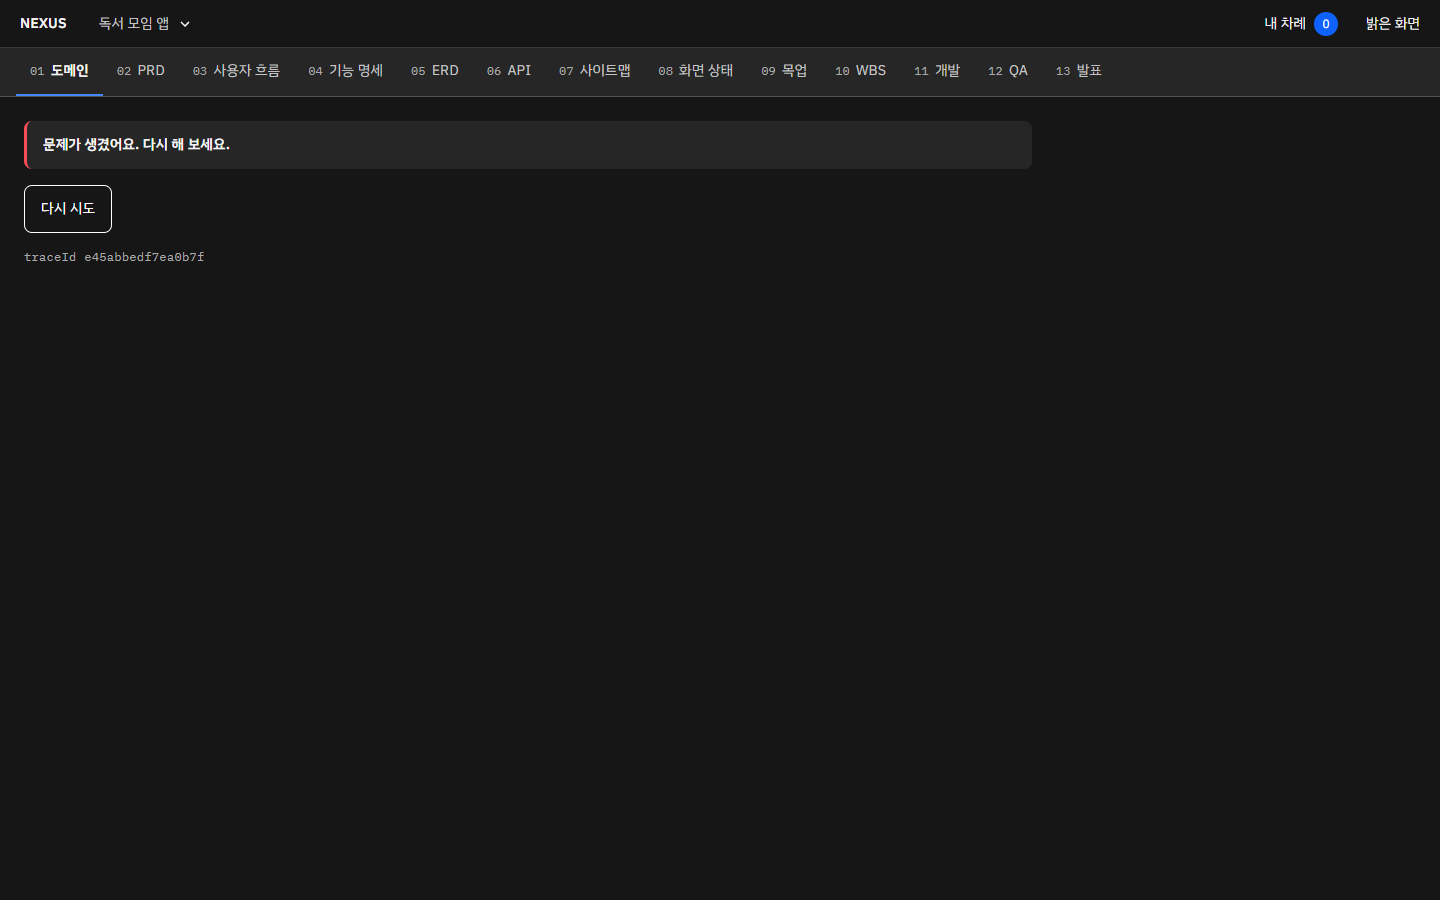 NEXUS 독서 모임 앱 내 차례 0 밝은 화면
01 도메인 02 PRD 03 사용자 흐름 04 기능 명세 05 ERD 06 API 07 사이트맵 08 화면 상태 09 목업 10 WBS 11 개발 12 QA 13 발표
문제가 생겼어요. 다시 해 보세요.
다시 시도
traceId e45abbedf7ea0b7f